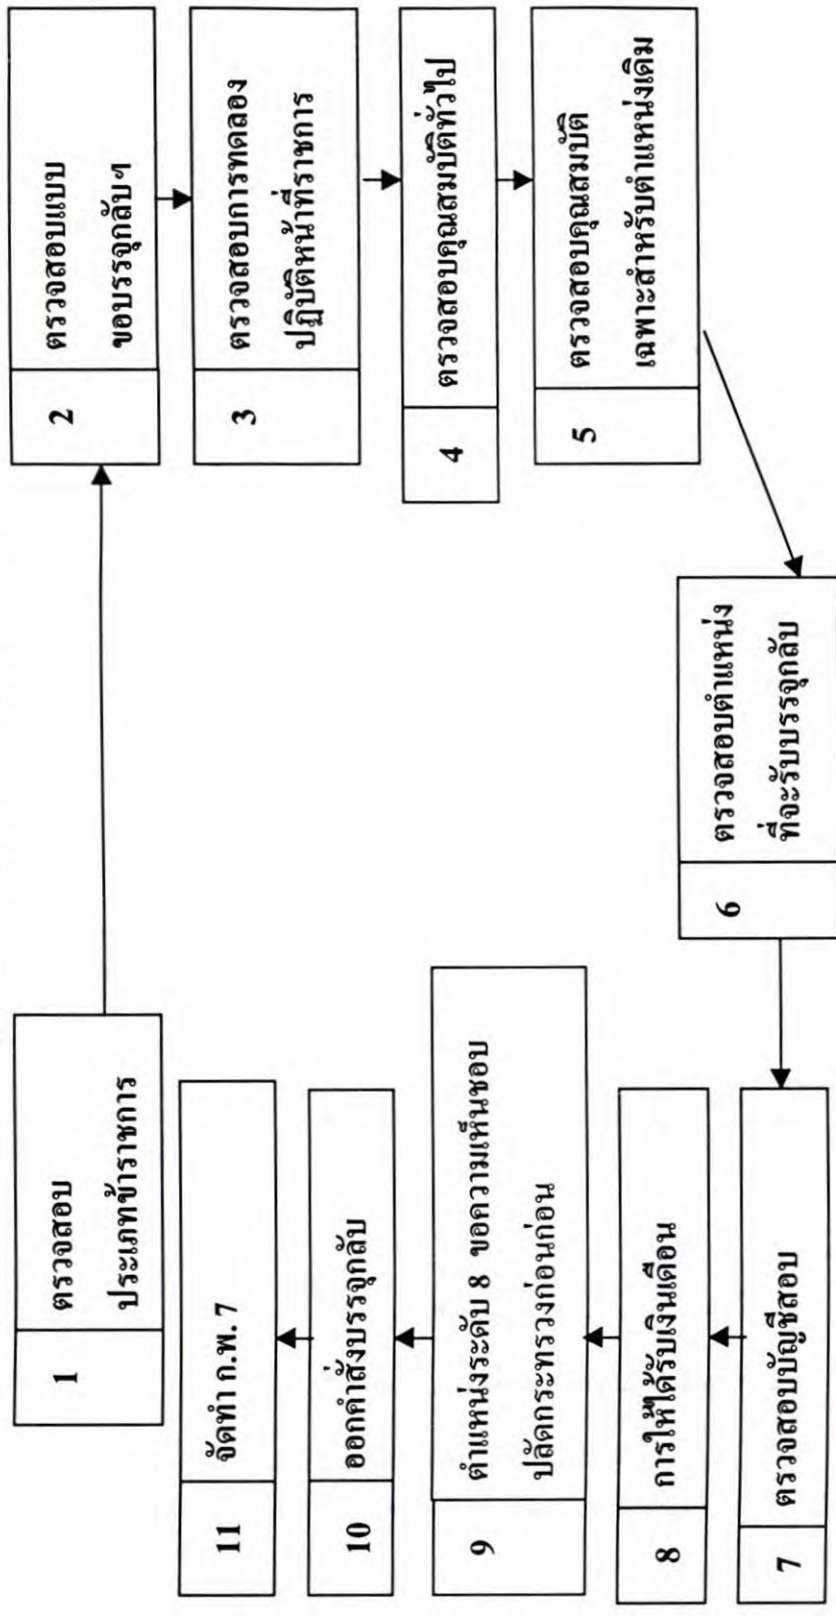 1
ตรวจสอบ
ประเภทข้าราชการ
2
ตรวจสอบแบบ
ขอบรรจุกลับฯ
3
ตรวจสอบการทดลอง
ปฏิบัติหน้าที่ราชการ
4
ตรวจสอบคุณสมบัติทั่วไป
5
ตรวจสอบคุณสมบัติ
เฉพาะสำหรับตำแหน่งเดิม
6
ตรวจสอบตำแหน่ง
ที่จะรับบรรจุกลับ
7
ตรวจสอบบัญชีสอบ
8
การให้ได้รับเงินเดือน
9
ตำแหน่งระดับ 8 ขอความเห็นชอบ
ปลัดกระทรวงก่อนก่อน
10
ออกคำสั่งบรรจุกลับ
11
จัดทำ ก.พ. 7